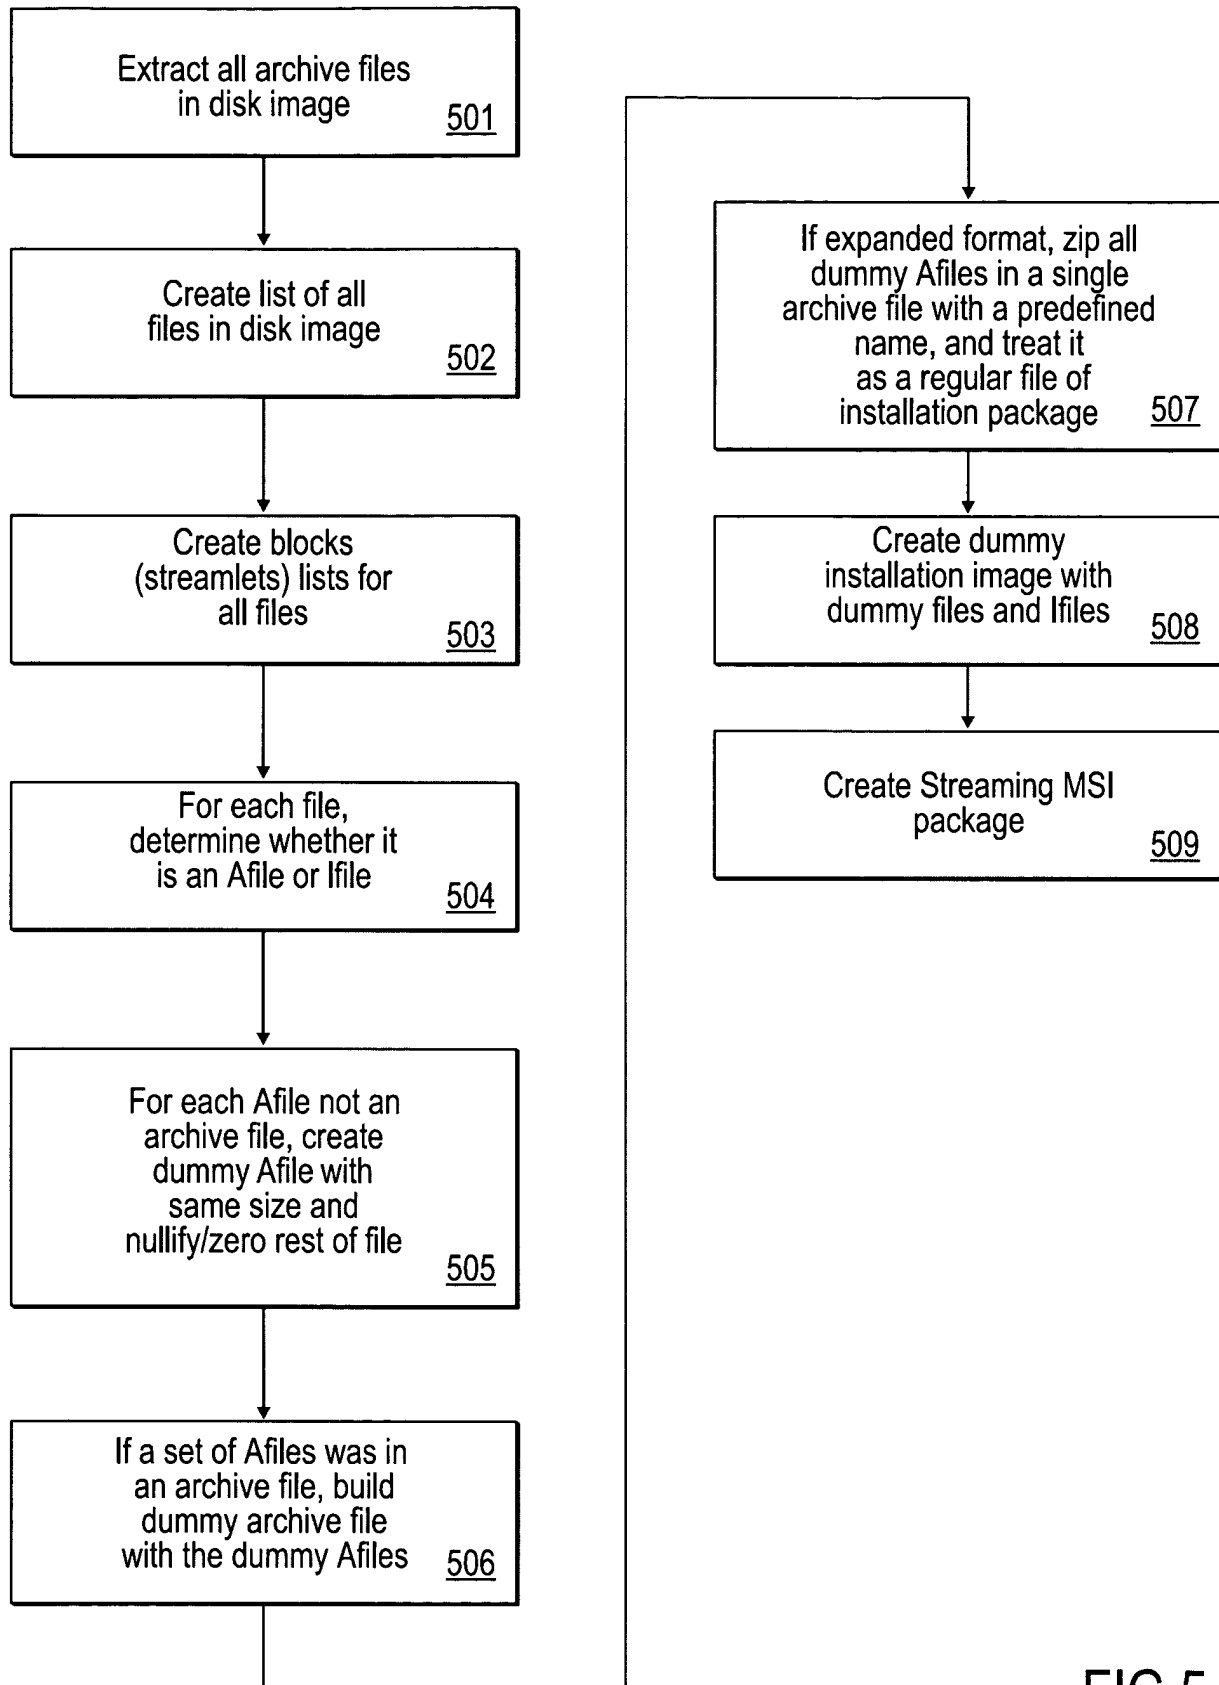 Extract all archive files
in disk image
501
Create list of all
files in disk image
502
Create blocks
(streamlets) lists for
all files
503
For each file,
determine whether it
is an Afile or Ifile
504
For each Afile not an
archive file, create
dummy Afile with
same size and
nullify/zero rest of file
505
If a set of Afiles was in
an archive file, build
dummy archive file
with the dummy Afiles
506
If expanded format, zip all
dummy Afiles in a single
archive file with a predefined
name, and treat it
as a regular file of
installation package
507
Create dummy
installation image with
dummy files and Ifiles
508
Create Streaming MSI
package
509
FIG 5